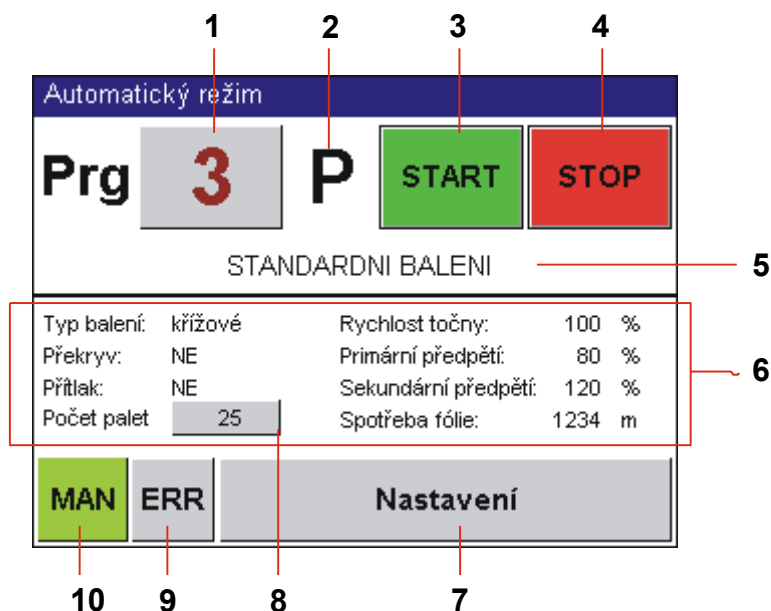 1 2 3 4
Automatický režim
Prg 3 P START STOP
STANDARDNI BALENI 5
Typ balení: křížové Rychlost točny: 100 %
Překryv: NE Primární předpětí: 80 %
Přítlak: NE Sekundární předpětí: 120 %
Počet palet 25 Spotřeba fólie: 1234 m
6
MAN ERR Nastavení
10 9 8 7